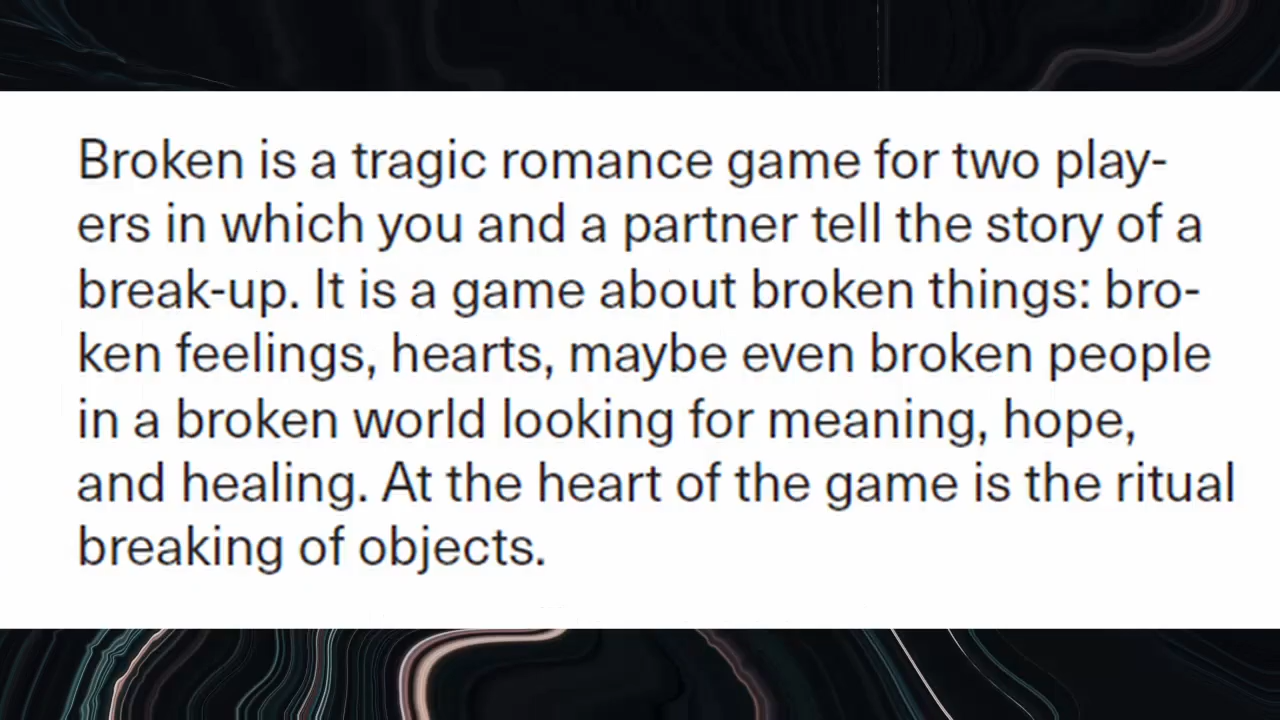 Broken is a tragic romance game for two play-
ers in which you and a partner tell the story of a
break-up. It is a game about broken things: bro-
ken feelings, hearts, maybe even broken people
in a broken world looking for meaning, hope,
and healing. At the heart of the game is the ritual
breaking of objects.